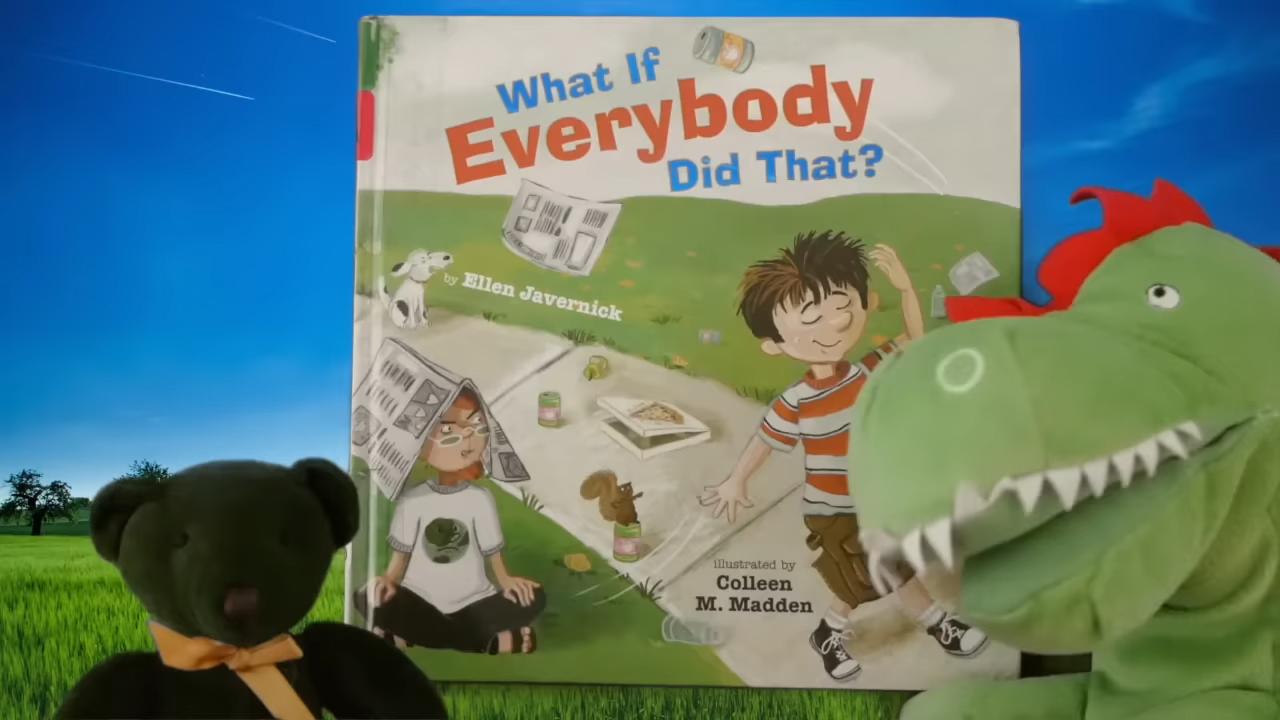 What If
Everybody
Did That?
by Ellen Javernick
illustrated by
Colleen
M. Madden